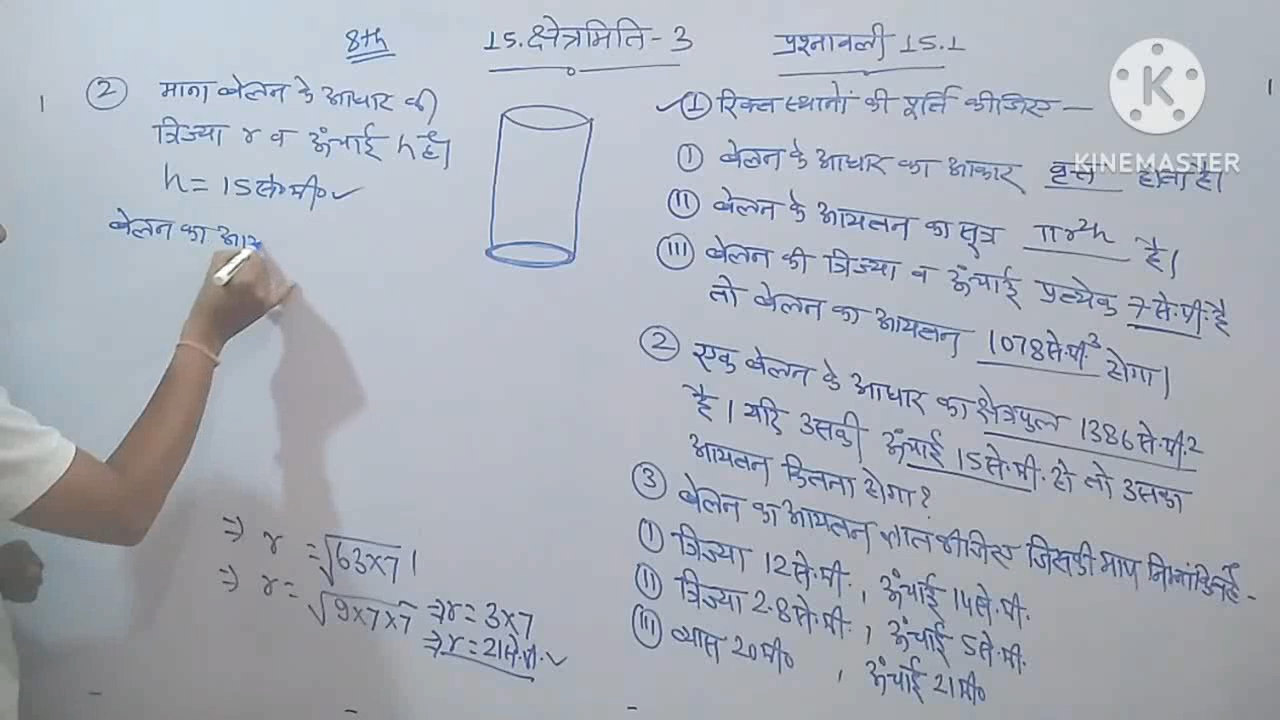 8th 15. क्षेत्रमिति - 3 प्रश्नावली 15.1
② माना बेलन के आधार की
त्रिज्या r व ऊँचाई h है।
h = 15 से०मी० ✓
बेलन का आय
⇒ r = √63×7
⇒ r = √9×7×7 ⇒ r = 3×7
⇒ r = 21 से.मी. ✓
✓① रिक्त स्थानों की पूर्ति कीजिए —
Ⓘ बेलन के आधार का आकार वृत्त होता है।
Ⓘⓘ बेलन के आयतन का सूत्र πr²h है।
Ⓘⓘⓘ बेलन की त्रिज्या व ऊँचाई प्रत्येक 7 से.मी. है
तो बेलन का आयतन 1078 से.मी.³ होगा।
② एक बेलन के आधार का क्षेत्रफल 1386 से.मी.²
है। यदि उसकी ऊँचाई 15 से.मी. हो तो उसका
आयतन कितना होगा?
③ बेलन का आयतन ज्ञात कीजिए जिसकी माप निम्नांकित है -
Ⓘ त्रिज्या 12 से.मी., ऊँचाई 14 से.मी.
Ⓘⓘ त्रिज्या 2.8 से.मी., ऊँचाई 5 से.मी.
Ⓘⓘⓘ व्यास 20 मी०, ऊँचाई 21 मी०
K
KINEMASTER